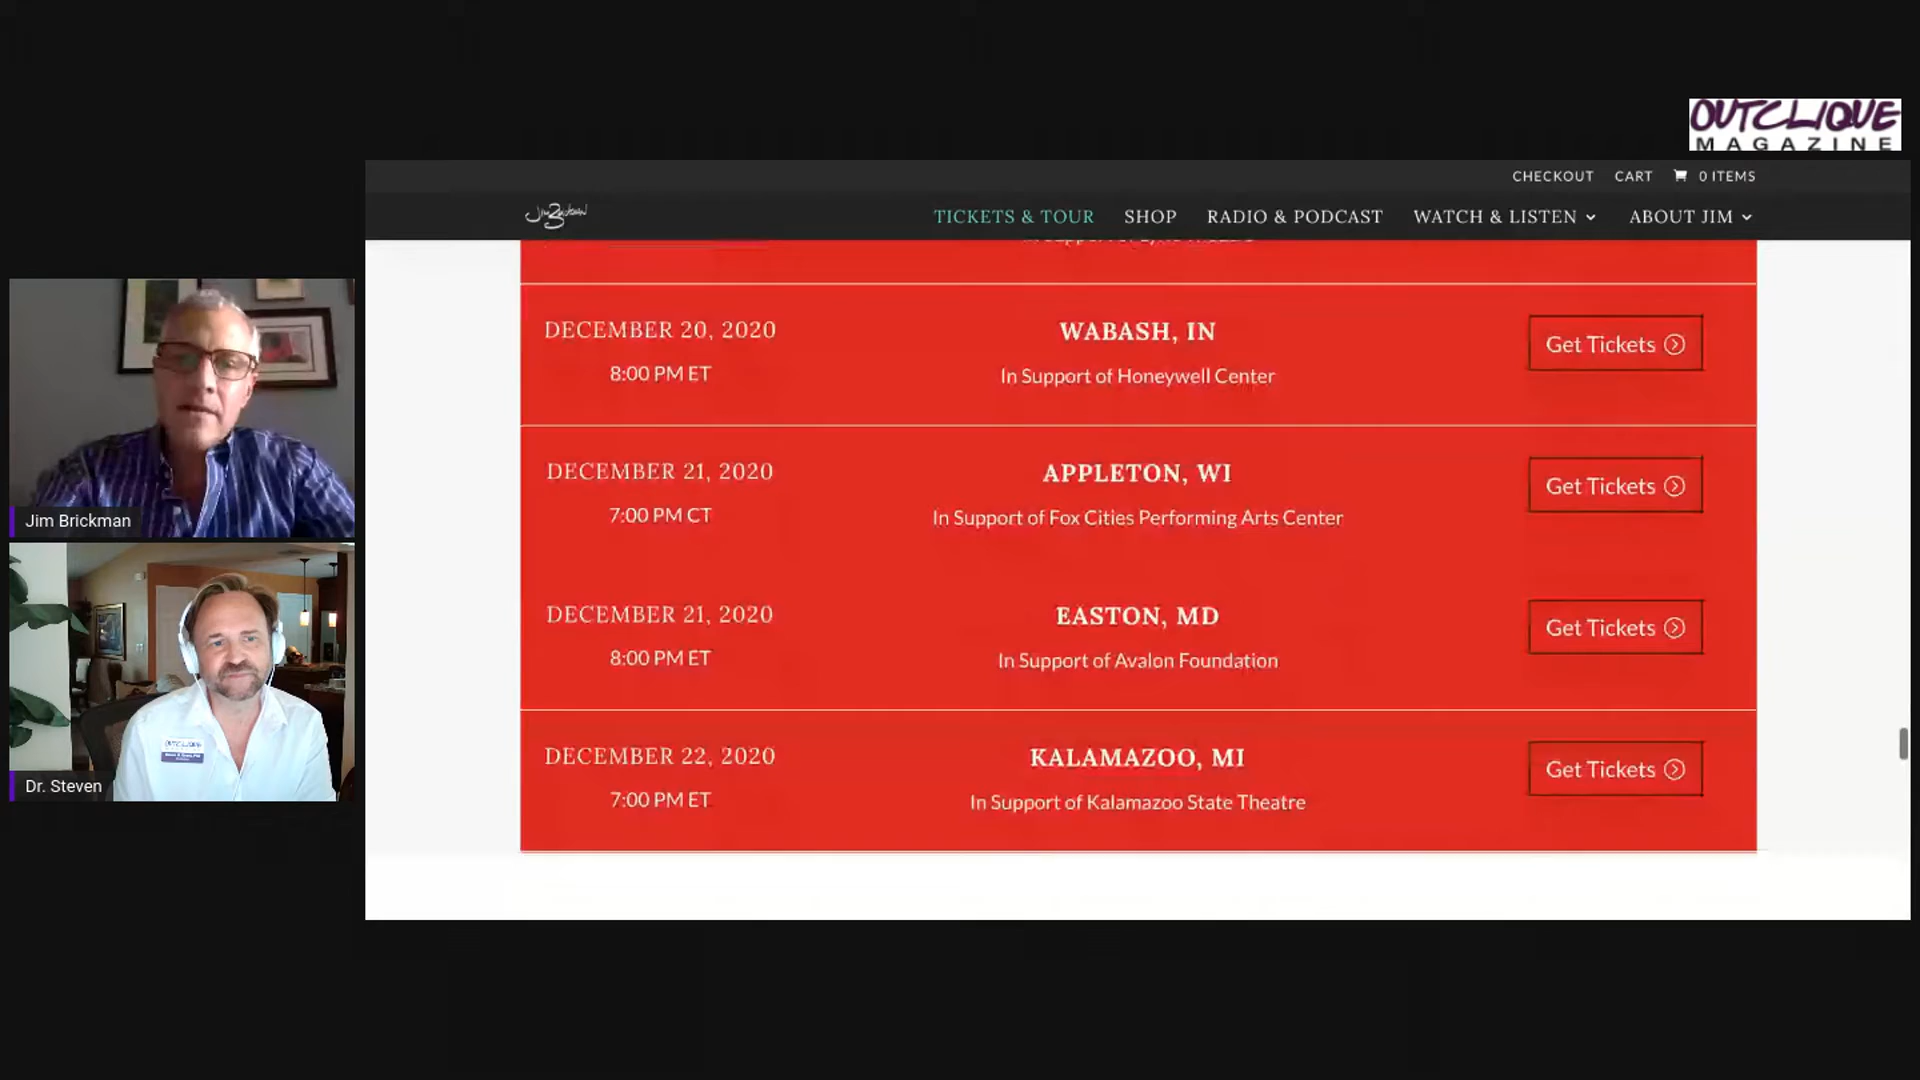 OUTCLIQUE
MAGAZINE
CHECKOUT CART 0 ITEMS
Jim Brickman
TICKETS & TOUR SHOP RADIO & PODCAST WATCH & LISTEN ABOUT JIM
DECEMBER 20, 2020
8:00 PM ET
WABASH, IN
In Support of Honeywell Center
Get Tickets
DECEMBER 21, 2020
7:00 PM CT
APPLETON, WI
In Support of Fox Cities Performing Arts Center
Get Tickets
DECEMBER 21, 2020
8:00 PM ET
EASTON, MD
In Support of Avalon Foundation
Get Tickets
DECEMBER 22, 2020
7:00 PM ET
KALAMAZOO, MI
In Support of Kalamazoo State Theatre
Get Tickets
Jim Brickman
OUTCLIQUE
Dr. Steven